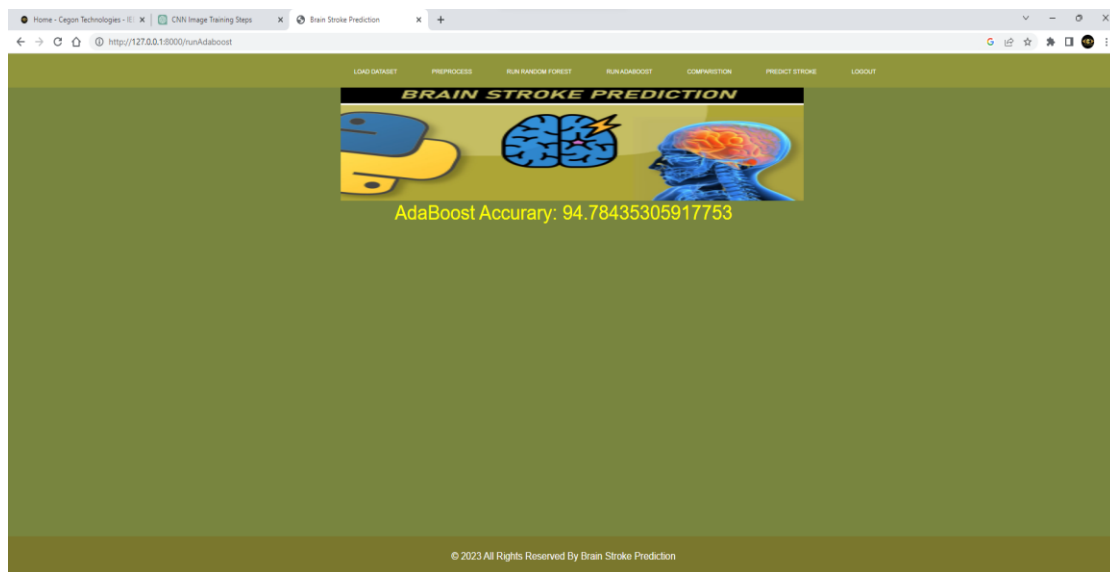 Home - Cegon Technologies - IE
CNN Image Training Steps
Brain Stroke Prediction
http://127.0.0.1:8000/runAdaboost
LOAD DATASET PREPROCESS RUN RANDOM FOREST RUN ADABOOST COMPARISTION PREDICT STROKE LOGOUT
BRAIN STROKE PREDICTION
AdaBoost Accurary: 94.78435305917753
© 2023 All Rights Reserved By Brain Stroke Prediction